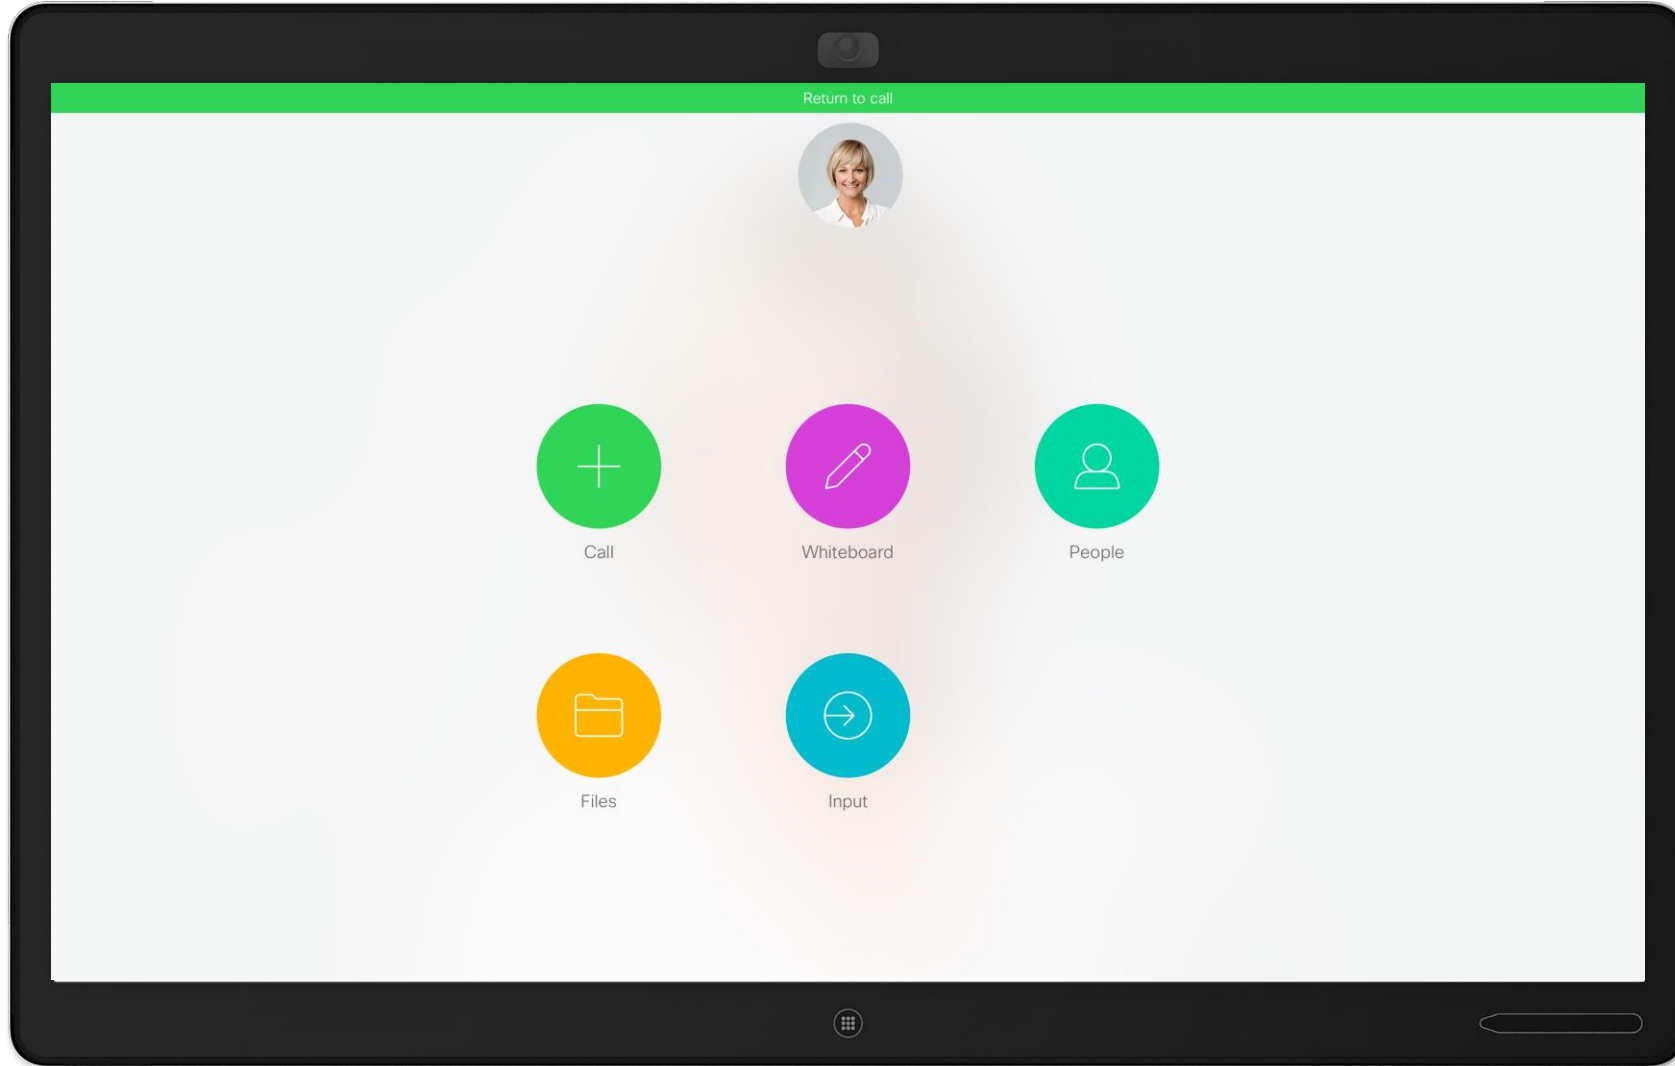 Return to call
Call
Whiteboard
People
Files
Input